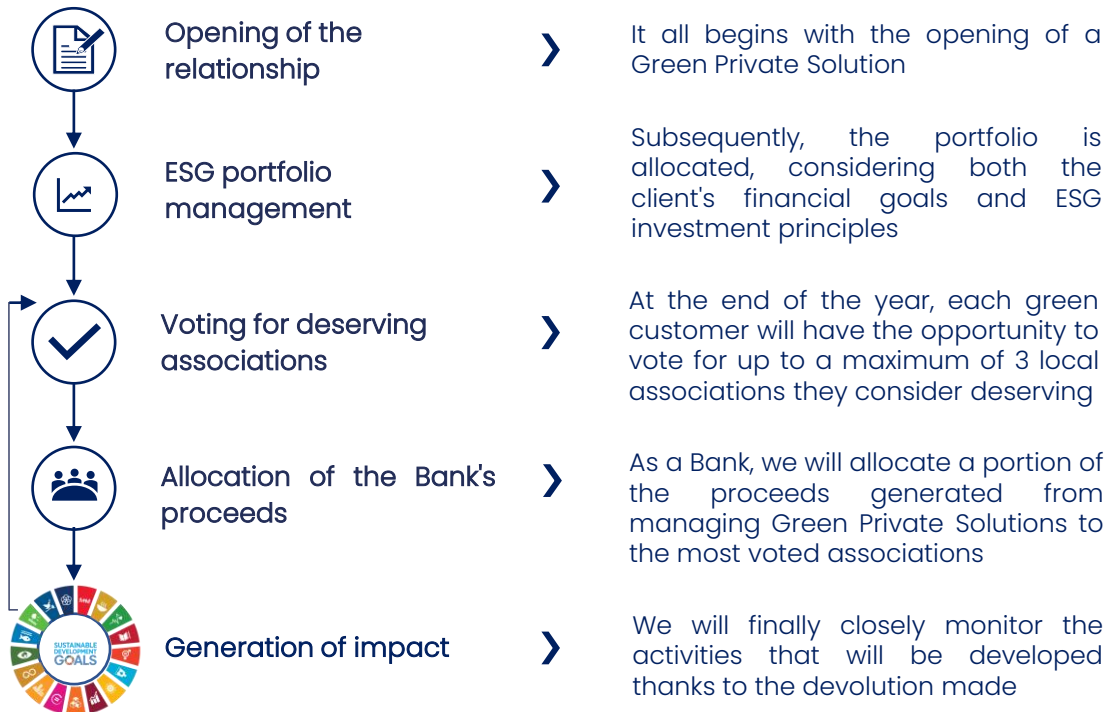 Opening of the
relationship
❯
It all begins with the opening of a
Green Private Solution
ESG portfolio
management
❯
Subsequently, the portfolio is
allocated, considering both the
client's financial goals and ESG
investment principles
Voting for deserving
associations
❯
At the end of the year, each green
customer will have the opportunity to
vote for up to a maximum of 3 local
associations they consider deserving
Allocation of the Bank's
proceeds
❯
As a Bank, we will allocate a portion of
the proceeds generated from
managing Green Private Solutions to
the most voted associations
SUSTAINABLE
DEVELOPMENT
GOALS
Generation of impact
❯
We will finally closely monitor the
activities that will be developed
thanks to the devolution made